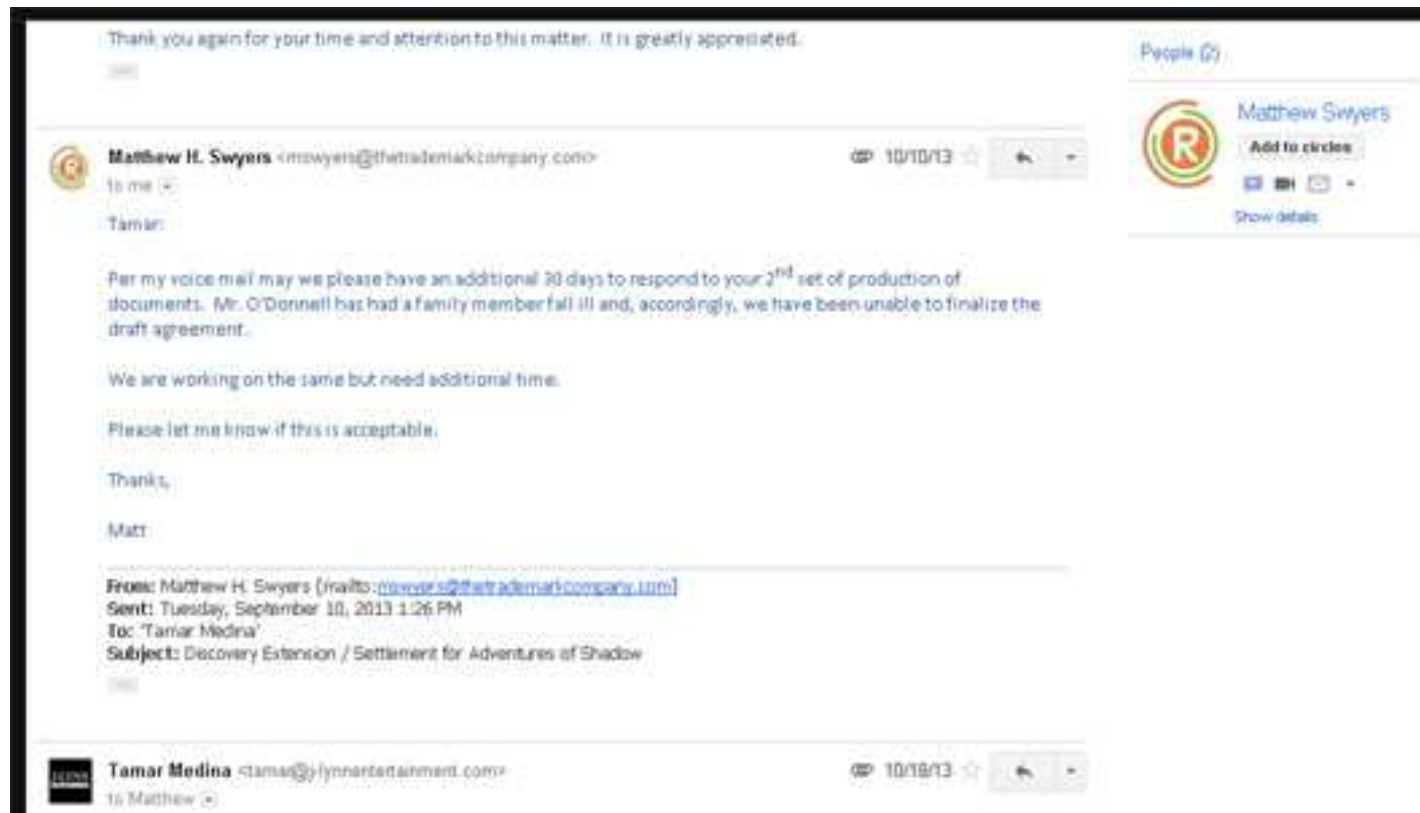 Thank you again for your time and attention to this matter. It is greatly appreciated.
People (2)
Matthew Swyers
Add to circles
Show details
Matthew H. Swyers <mswyers@thetrademarkcompany.com>
10/10/13
to me
Tamar:
Per my voice mail may we please have an additional 30 days to respond to your 2nd set of production of
documents. Mr. O'Donnell has had a family member fall ill and, accordingly, we have been unable to finalize the
draft agreement.
We are working on the same but need additional time.
Please let me know if this is acceptable.
Thanks,
Matt
From: Matthew H. Swyers [mailto:mswyers@thetrademarkcompany.com]
Sent: Tuesday, September 10, 2013 1:26 PM
To: 'Tamar Medina'
Subject: Discovery Extension / Settlement for Adventures of Shadow
Tamar Medina <tamar@j-lynnentertainment.com>
10/18/13
to Matthew
R